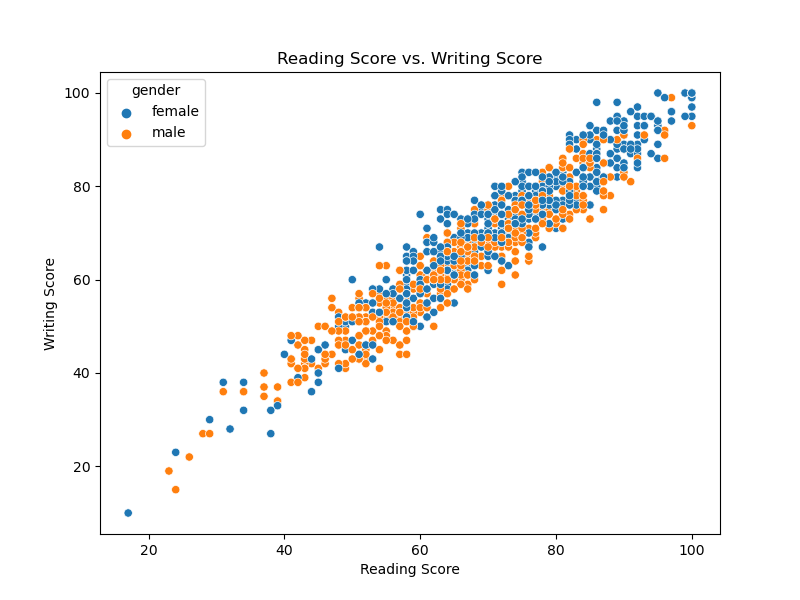 Reading Score vs. Writing Score
gender
female
male
100
80
60
40
20
Writing Score
20 40 60 80 100
Reading Score